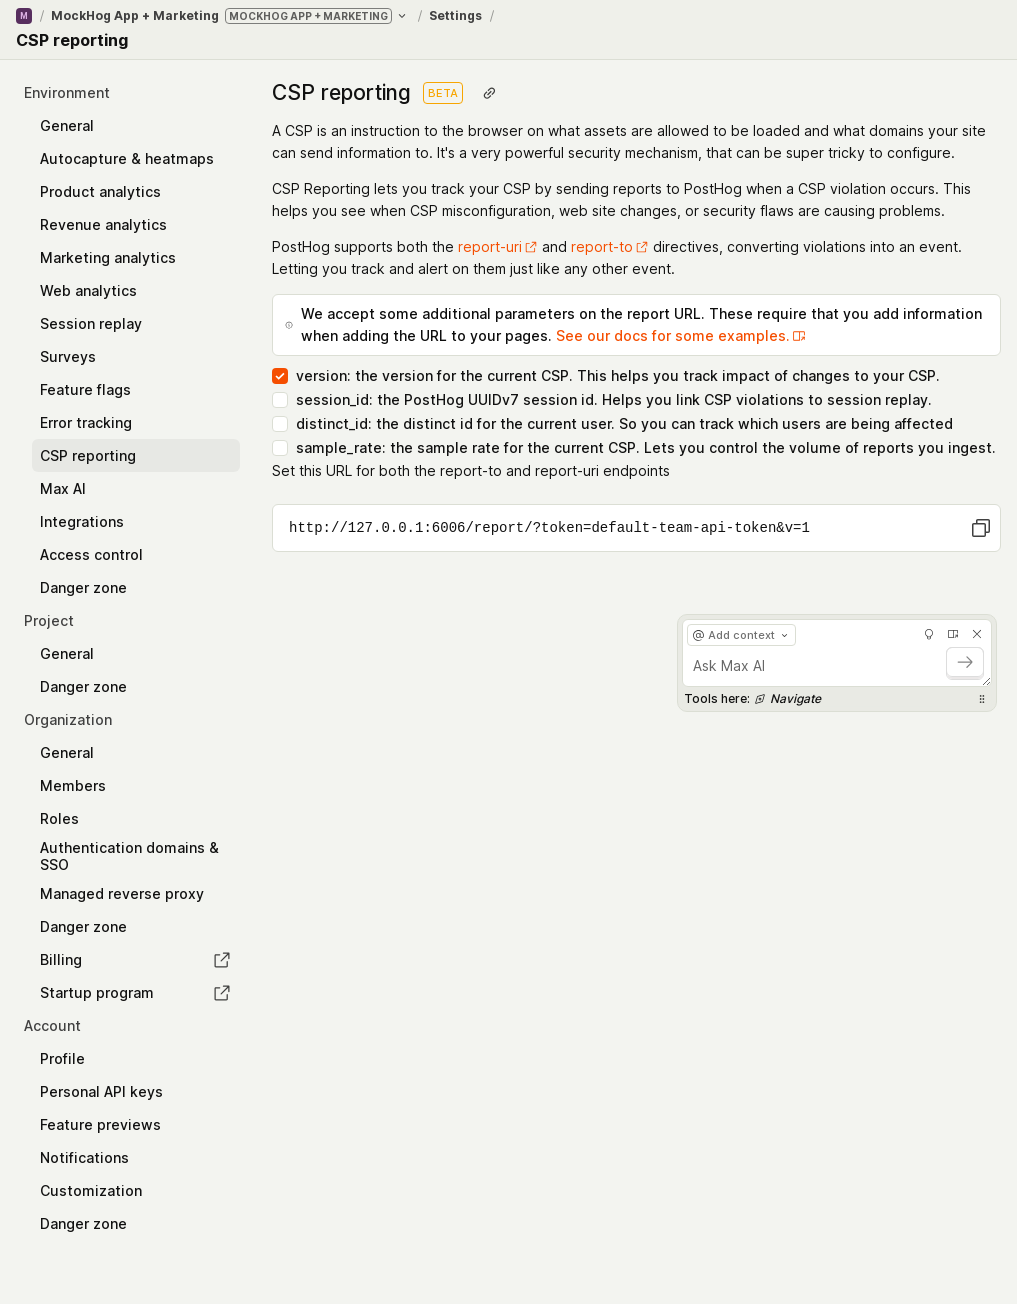 M / MockHog App + Marketing MOCKHOG APP + MARKETING / Settings /
CSP reporting
Environment
General
Autocapture & heatmaps
Product analytics
Revenue analytics
Marketing analytics
Web analytics
Session replay
Surveys
Feature flags
Error tracking
CSP reporting
Max AI
Integrations
Access control
Danger zone
Project
General
Danger zone
Organization
General
Members
Roles
Authentication domains &
SSO
Managed reverse proxy
Danger zone
Billing
Startup program
Account
Profile
Personal API keys
Feature previews
Notifications
Customization
Danger zone
CSP reporting BETA
A CSP is an instruction to the browser on what assets are allowed to be loaded and what domains your site
can send information to. It's a very powerful security mechanism, that can be super tricky to configure.
CSP Reporting lets you track your CSP by sending reports to PostHog when a CSP violation occurs. This
helps you see when CSP misconfiguration, web site changes, or security flaws are causing problems.
PostHog supports both the report-uri and report-to directives, converting violations into an event.
Letting you track and alert on them just like any other event.
We accept some additional parameters on the report URL. These require that you add information
when adding the URL to your pages. See our docs for some examples.
version: the version for the current CSP. This helps you track impact of changes to your CSP.
session_id: the PostHog UUIDv7 session id. Helps you link CSP violations to session replay.
distinct_id: the distinct id for the current user. So you can track which users are being affected
sample_rate: the sample rate for the current CSP. Lets you control the volume of reports you ingest.
Set this URL for both the report-to and report-uri endpoints
http://127.0.0.1:6006/report/?token=default-team-api-token&v=1
@ Add context
Ask Max AI
Tools here: Navigate